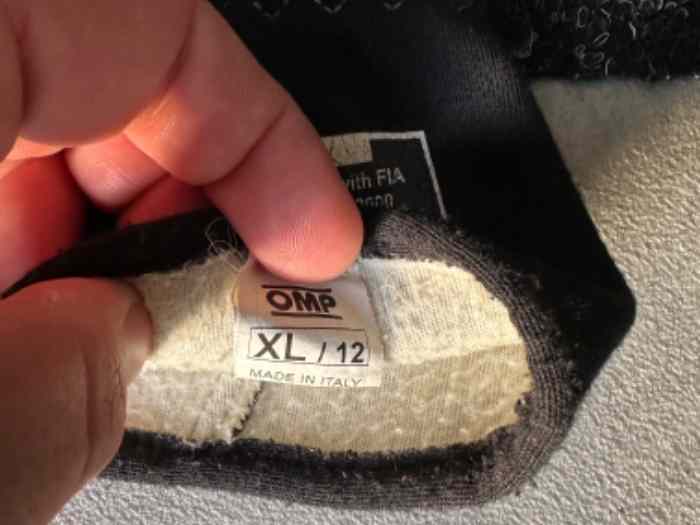 with FIA
OMP
XL / 12
MADE IN ITALY